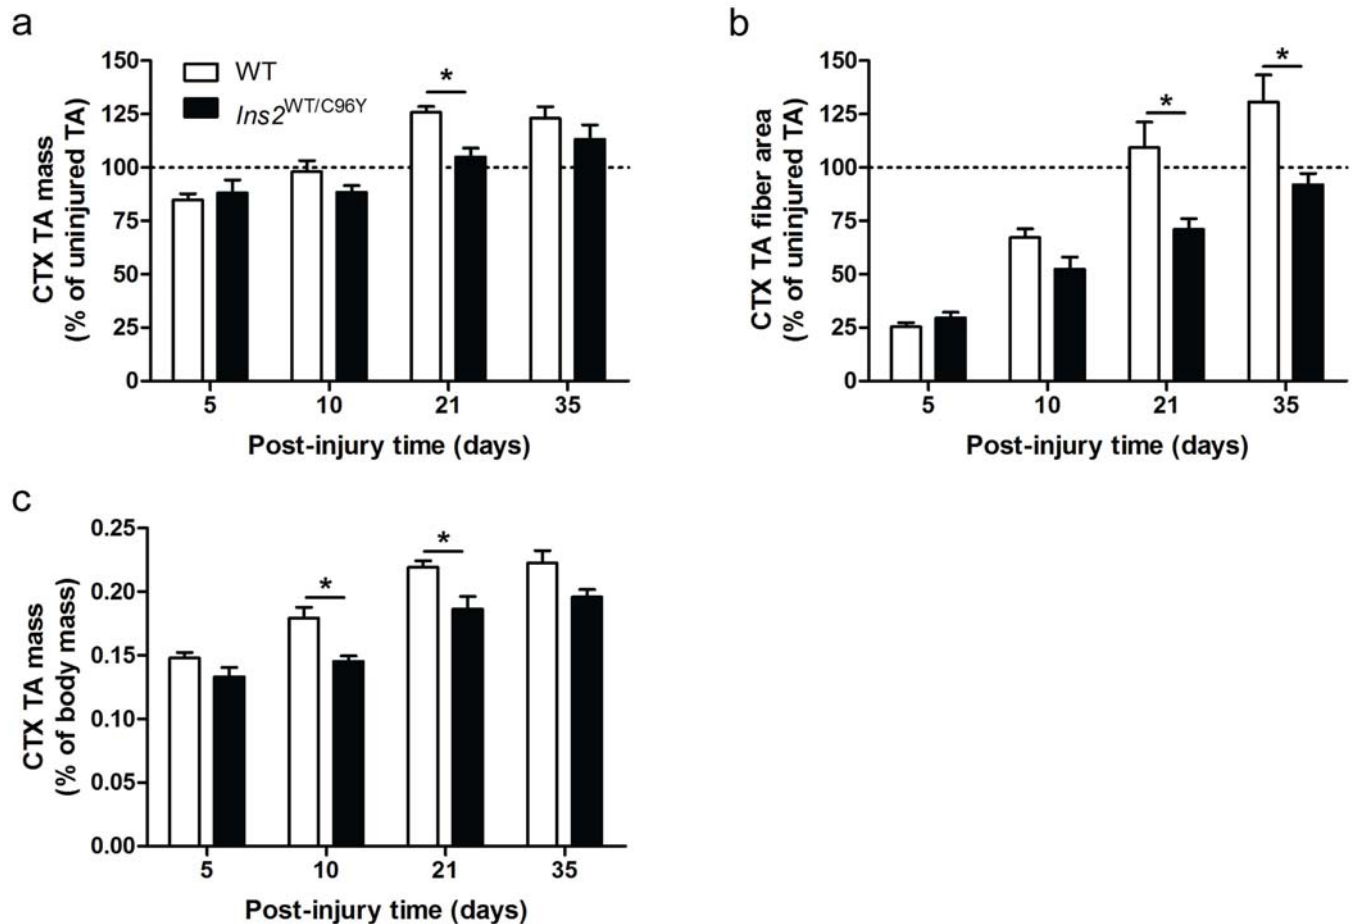 a
150
125
100
75
50
25
0
CTX TA mass
(% of uninjured TA)
WT
Ins2WT/C96Y
*
5 10 21 35
Post-injury time (days)
b
150
125
100
75
50
25
0
CTX TA fiber area
(% of uninjured TA)
*
*
5 10 21 35
Post-injury time (days)
c
0.25
0.20
0.15
0.10
0.05
0.00
CTX TA mass
(% of body mass)
*
*
5 10 21 35
Post-injury time (days)